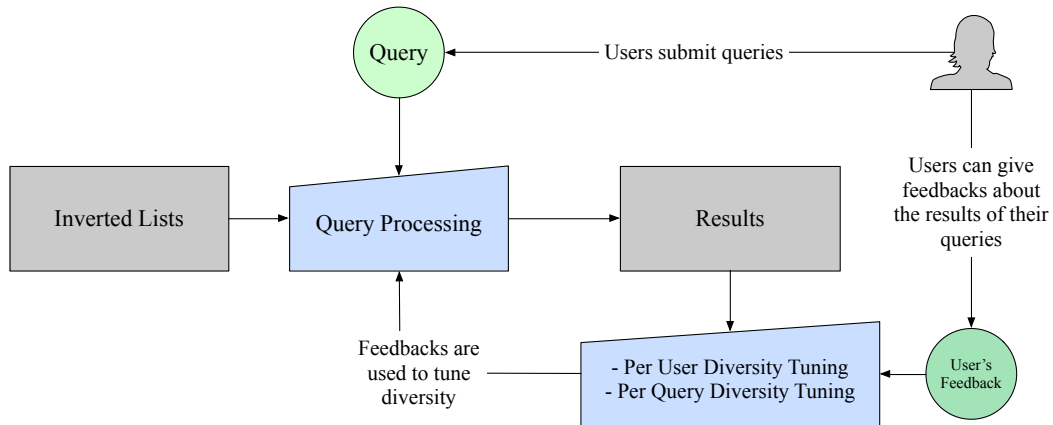 Query
Users submit queries
Users can give
feedbacks about
the results of their
queries
Inverted Lists
Query Processing
Results
Feedbacks are
used to tune
diversity
- Per User Diversity Tuning
- Per Query Diversity Tuning
User's
Feedback